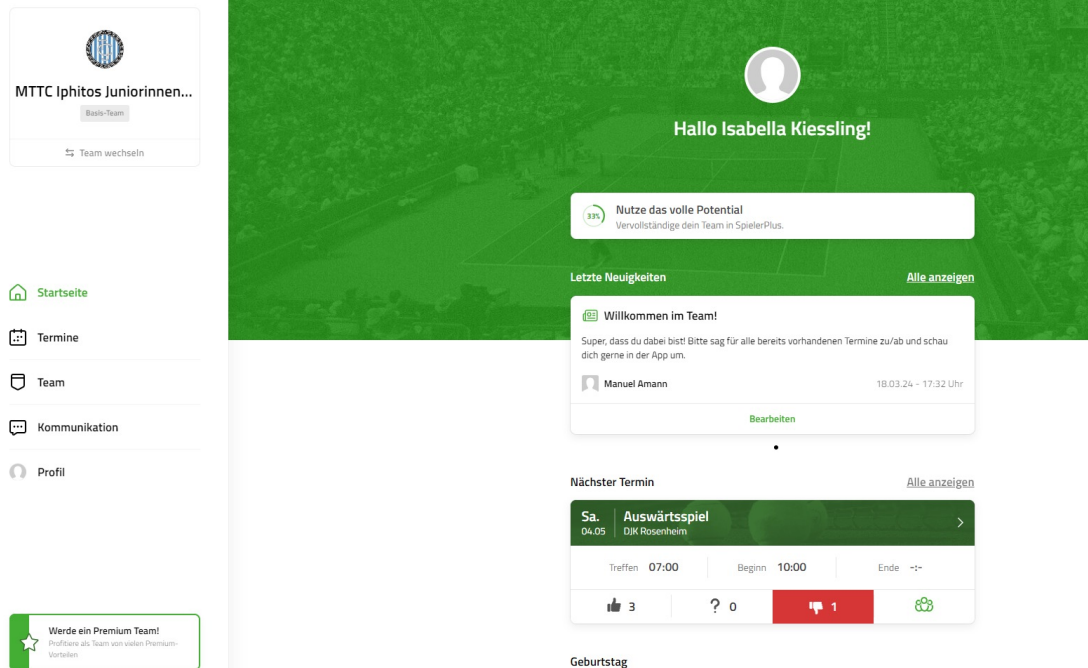 MTTC Iphitos Juniorinnen...
Basis-Team
Team wechseln
Startseite
Termine
Team
Kommunikation
Profil
Werde ein Premium Team!
Profitiere als Team von vielen Premium-
Vorteilen
Hallo Isabella Kiessling!
33%
Nutze das volle Potential
Vervollständige dein Team in SpielerPlus.
Letzte Neuigkeiten
Alle anzeigen
Willkommen im Team!
Super, dass du dabei bist! Bitte sag für alle bereits vorhandenen Termine zu/ab und schau
dich gerne in der App um.
Manuel Amann
18.03.24 - 17:32 Uhr
Bearbeiten
Nächster Termin
Alle anzeigen
Sa.
04.05
Auswärtsspiel
DJK Rosenheim
Treffen 07:00
Beginn 10:00
Ende -:-
3
? 0
1
Geburtstag